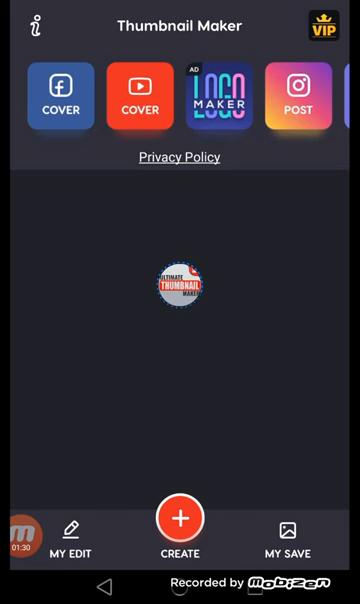 Thumbnail Maker
VIP
COVER
COVER
AD
LOGO
MAKER
POST
Privacy Policy
ULTIMATE
THUMBNAIL
MAKER
01:30
MY EDIT
CREATE
MY SAVE
Recorded by mobizen